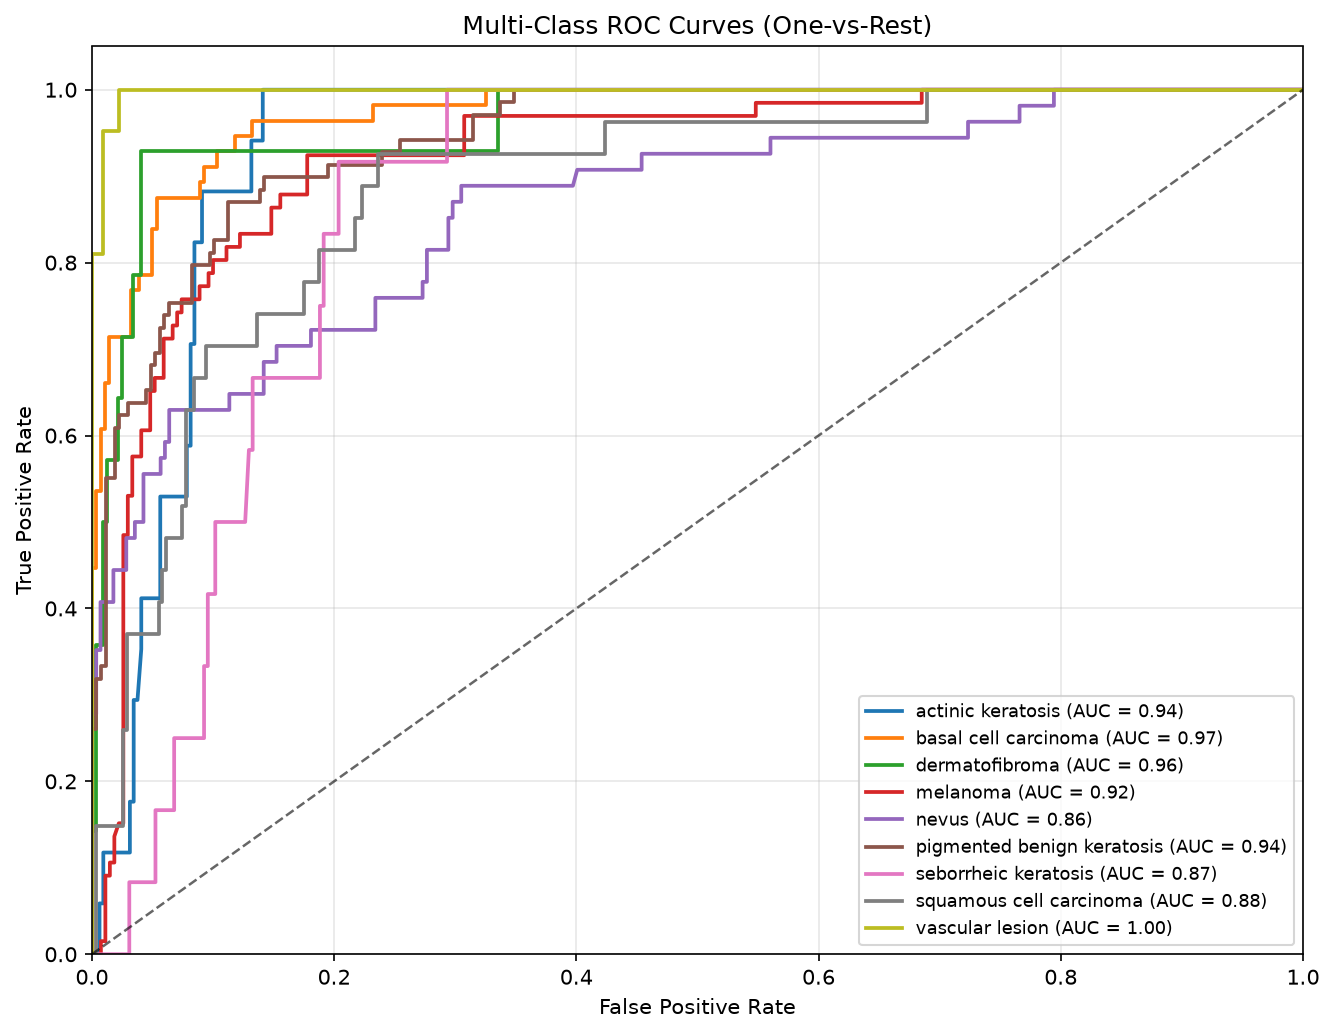 Multi-Class ROC Curves (One-vs-Rest)
True Positive Rate
1.0
0.8
0.6
0.4
0.2
0.0
0.0 0.2 0.4 0.6 0.8 1.0
False Positive Rate
actinic keratosis (AUC = 0.94)
basal cell carcinoma (AUC = 0.97)
dermatofibroma (AUC = 0.96)
melanoma (AUC = 0.92)
nevus (AUC = 0.86)
pigmented benign keratosis (AUC = 0.94)
seborrheic keratosis (AUC = 0.87)
squamous cell carcinoma (AUC = 0.88)
vascular lesion (AUC = 1.00)